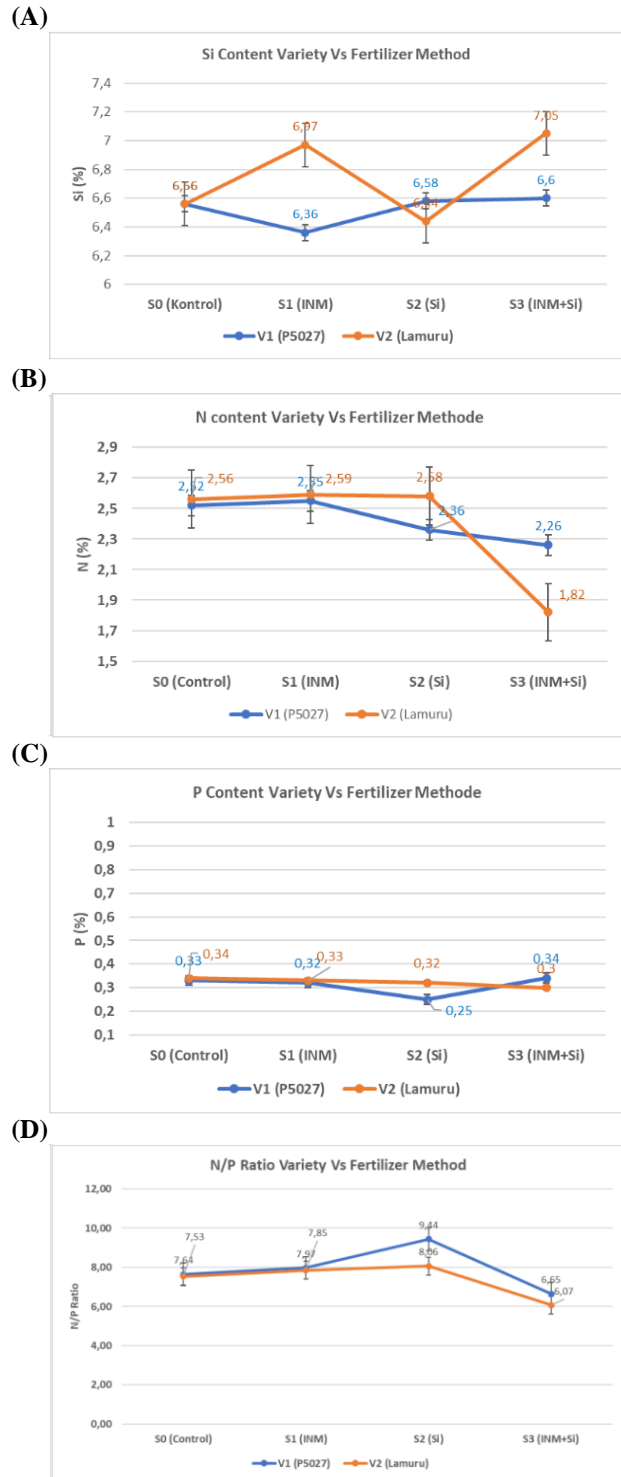 (A)
Si Content Variety Vs Fertilizer Method
7,4
7,2
7
6,8
6,6
6,4
6,2
6
Si (%)
6,56
6,97
7,05
6,36
6,58
6,44
6,6
S0 (Kontrol) S1 (INM) S2 (Si) S3 (INM+Si)
V1 (P5027) V2 (Lamuru)
(B)
N content Variety Vs Fertilizer Methode
2,9
2,7
2,5
2,3
2,1
1,9
1,7
1,5
N (%)
2,52 2,56 2,55 2,59 2,58
2,36 2,26
1,82
S0 (Control) S1 (INM) S2 (Si) S3 (INM+Si)
V1 (P5027) V2 (Lamuru)
(C)
P Content Variety Vs Fertilizer Methode
1
0,9
0,8
0,7
0,6
0,5
0,4
0,3
0,2
0,1
P (%)
0,33 0,34 0,32 0,33 0,32 0,34
0,3
0,25
S0 (Control) S1 (INM) S2 (Si) S3 (INM+Si)
V1 (P5027) V2 (Lamuru)
(D)
N/P Ratio Variety Vs Fertilizer Method
12,00
10,00
8,00
6,00
4,00
2,00
0,00
N/P Ratio
7,64 7,53 7,97 7,85 9,44
8,06
6,65
6,07
S0 (Control) S1 (INM) S2 (Si) S3 (INM+Si)
V1 (P5027) V2 (Lamuru)